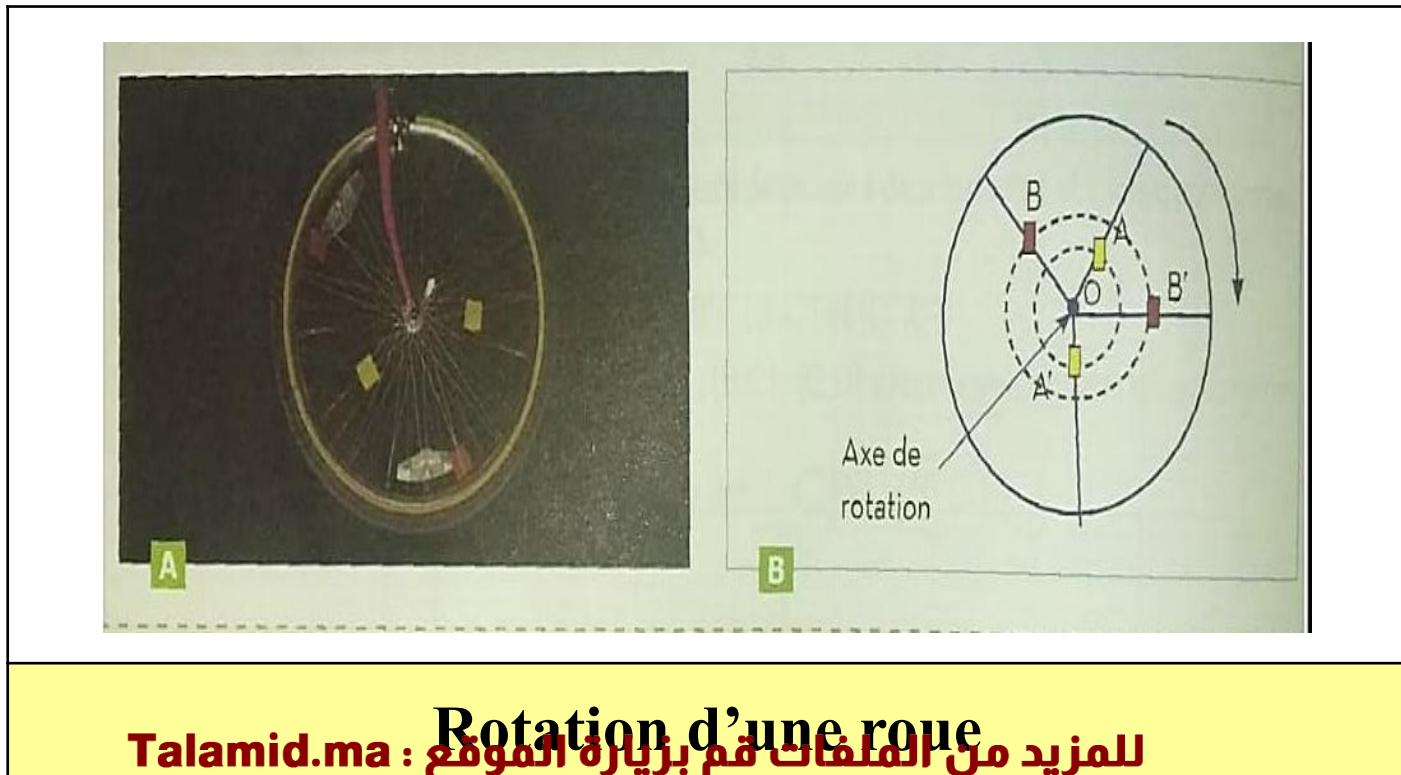 B
A
O
B'
A'
Axe de
rotation
A
B
Rotation d’une roue
للمزيد من الملفات قم بزيارة الموقع : Talamid.ma